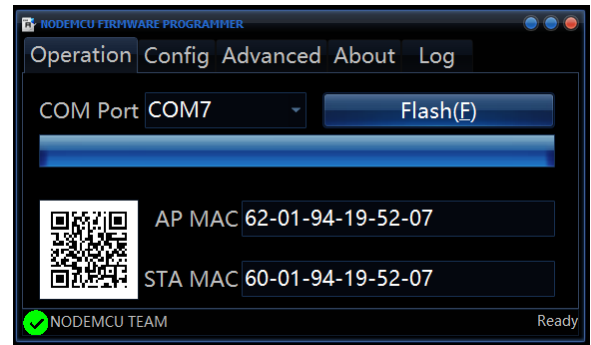 NODEMCU FIRMWARE PROGRAMMER
Operation Config Advanced About Log
COM Port COM7 Flash(F)
AP MAC 62-01-94-19-52-07
STA MAC 60-01-94-19-52-07
NODEMCU TEAM Ready